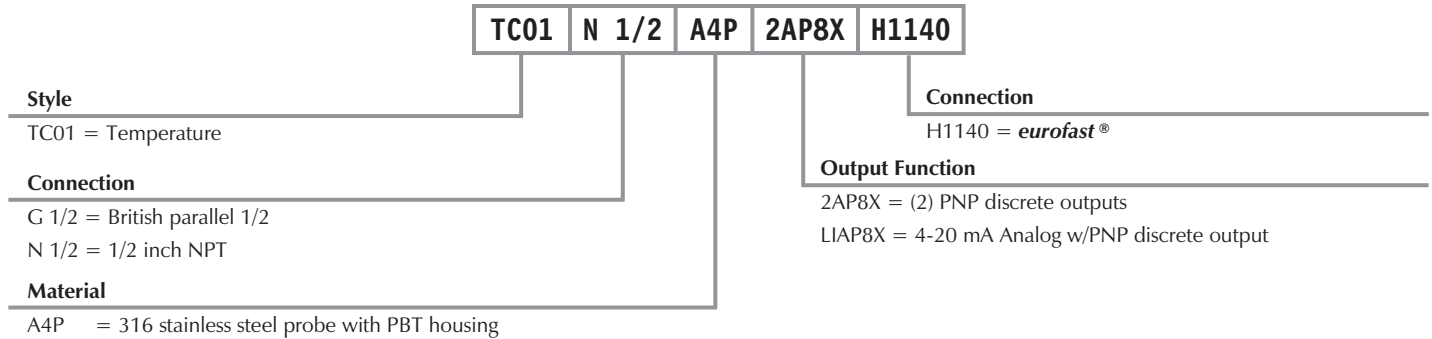 TC01 N 1/2 A4P 2AP8X H1140
Style
TC01 = Temperature
Connection
G 1/2 = British parallel 1/2
N 1/2 = 1/2 inch NPT
Material
A4P = 316 stainless steel probe with PBT housing
Connection
H1140 = eurofast ®
Output Function
2AP8X = (2) PNP discrete outputs
LIAP8X = 4-20 mA Analog w/PNP discrete output